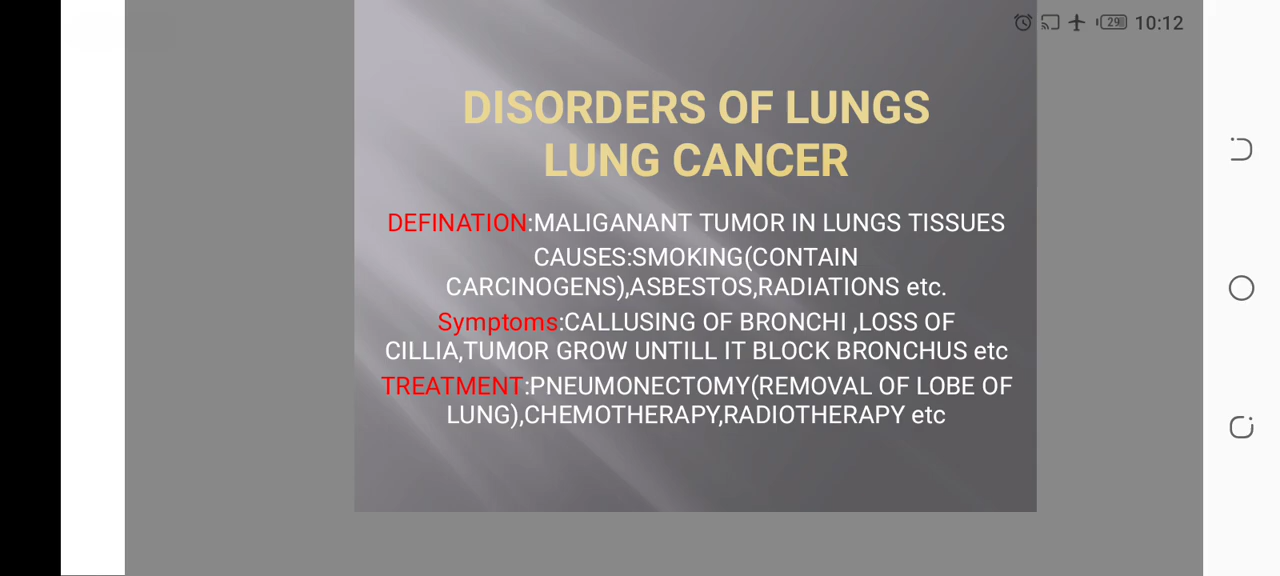 29 10:12
DISORDERS OF LUNGS
LUNG CANCER
DEFINATION:MALIGANANT TUMOR IN LUNGS TISSUES
CAUSES:SMOKING(CONTAIN
CARCINOGENS),ASBESTOS,RADIATIONS etc.
Symptoms:CALLUSING OF BRONCHI ,LOSS OF
CILLIA,TUMOR GROW UNTILL IT BLOCK BRONCHUS etc
TREATMENT:PNEUMONECTOMY(REMOVAL OF LOBE OF
LUNG),CHEMOTHERAPY,RADIOTHERAPY etc